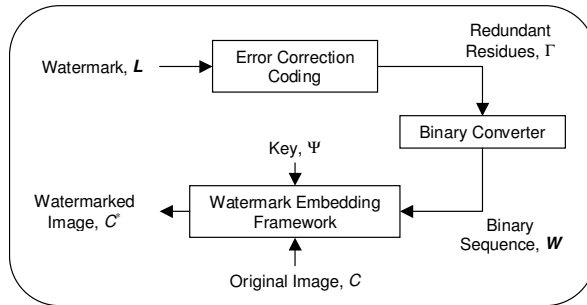 Redundant
Residues, Γ
Watermark, L
Error Correction
Coding
Binary Converter
Key, Ψ
Watermarked
Image, C*
Watermark Embedding
Framework
Binary
Sequence, W
Original Image, C